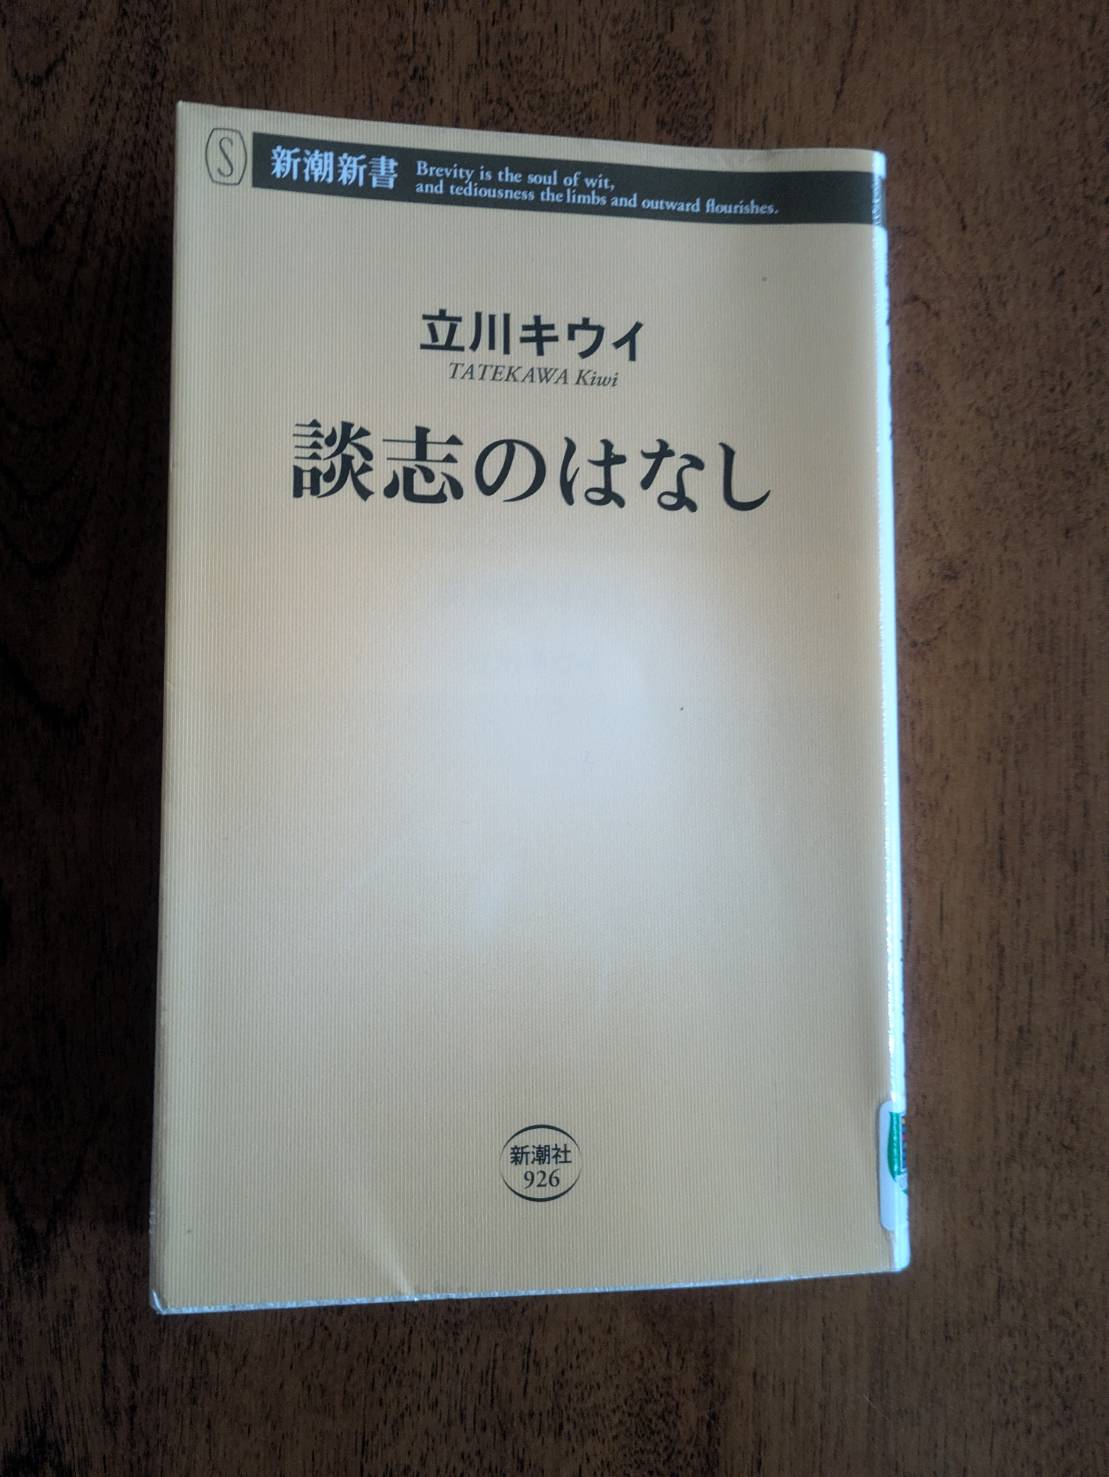 S
新潮新書
Brevity is the soul of wit,
and tediousness the limbs and outward flourishes.
立川キウイ
TATEKAWA Kiwi
談志のはなし
新潮社
926